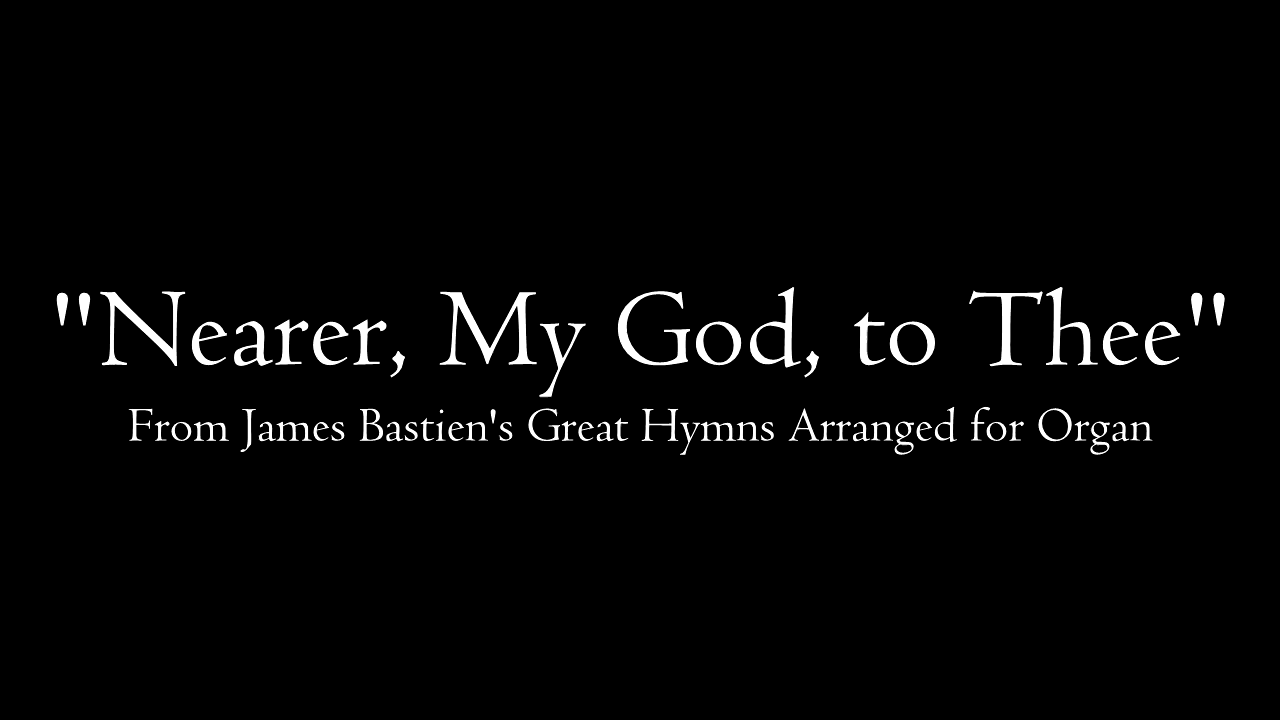 "Nearer, My God, to Thee"
From James Bastien's Great Hymns Arranged for Organ